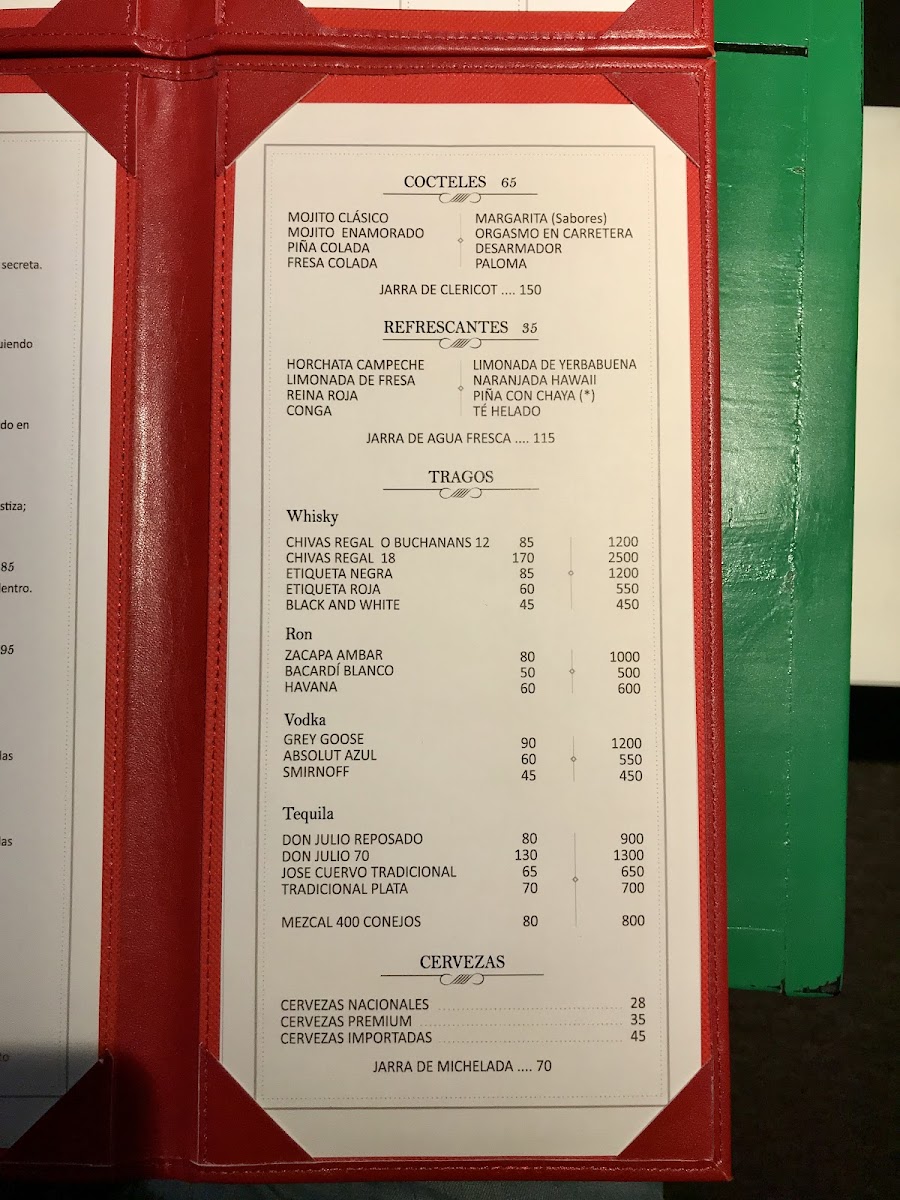 secreta.
uiendo
do en
stiza;
85
dentro.
95
las
las
to
COCTELES 65
MOJITO CLÁSICO
MOJITO ENAMORADO
PIÑA COLADA
FRESA COLADA
MARGARITA (Sabores)
ORGASMO EN CARRETERA
DESARMADOR
PALOMA
JARRA DE CLERICOT .... 150
REFRESCANTES 35
HORCHATA CAMPECHE
LIMONADA DE FRESA
REINA ROJA
CONGA
LIMONADA DE YERBABUENA
NARANJADA HAWAII
PIÑA CON CHAYA (*)
TÉ HELADO
JARRA DE AGUA FRESCA .... 115
TRAGOS
Whisky
CHIVAS REGAL O BUCHANANS 12 85 1200
CHIVAS REGAL 18 170 2500
ETIQUETA NEGRA 85 1200
ETIQUETA ROJA 60 550
BLACK AND WHITE 45 450
Ron
ZACAPA AMBAR 80 1000
BACARDÍ BLANCO 50 500
HAVANA 60 600
Vodka
GREY GOOSE 90 1200
ABSOLUT AZUL 60 550
SMIRNOFF 45 450
Tequila
DON JULIO REPOSADO 80 900
DON JULIO 70 130 1300
JOSE CUERVO TRADICIONAL 65 650
TRADICIONAL PLATA 70 700
MEZCAL 400 CONEJOS 80 800
CERVEZAS
CERVEZAS NACIONALES 28
CERVEZAS PREMIUM 35
CERVEZAS IMPORTADAS 45
JARRA DE MICHELADA .... 70